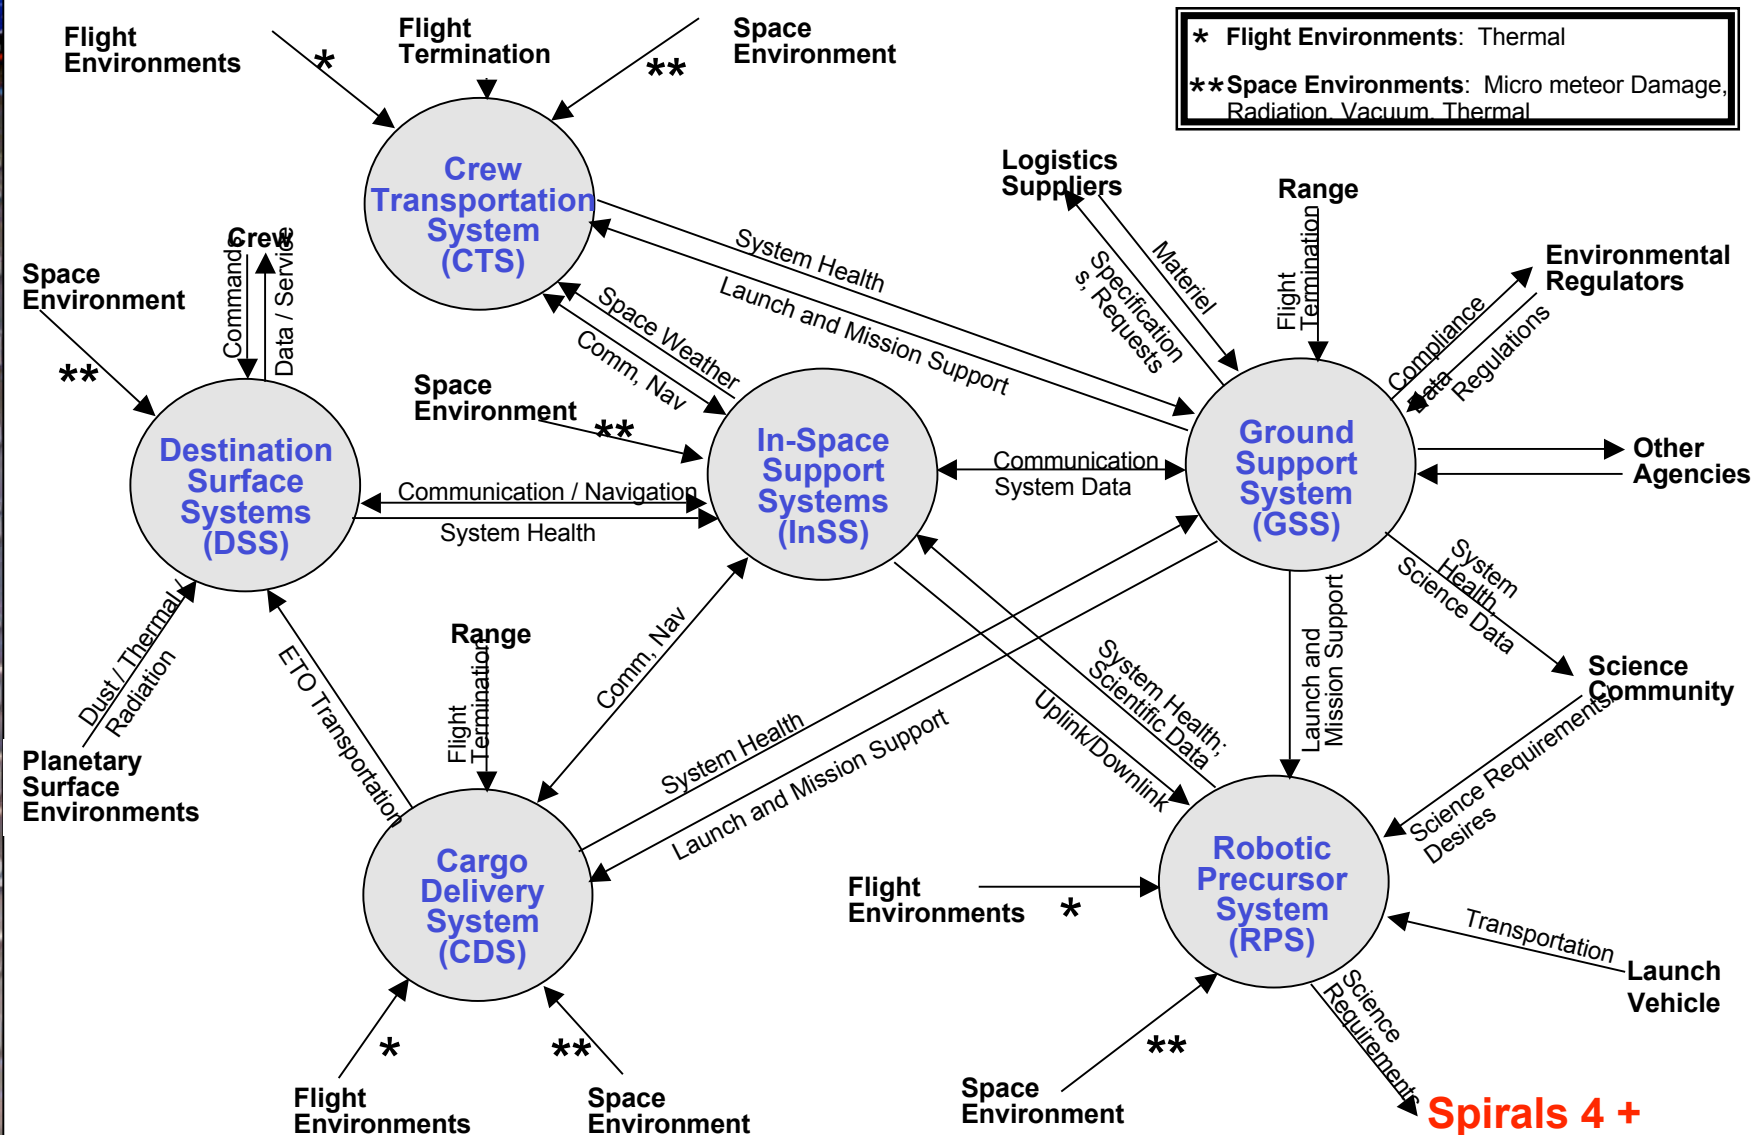 Flight
Environments
*
Flight
Termination
Space
Environment
**
* Flight Environments: Thermal
** Space Environments: Micro meteor Damage,
Radiation, Vacuum, Thermal
Crew
Transportation
System
(CTS)
Logistics
Suppliers
Range
Environmental
Regulators
Crew
Commands
Data / Service
Space
Environment
**
System Health
Launch and Mission Support
Space Weather
Comm, Nav
Materiel
Specification
s, Requests
Flight
Termination
Compliance
Data
Regulations
Space
Environment
**
Destination
Surface
Systems
(DSS)
In-Space
Support
Systems
(InSS)
Ground
Support
System
(GSS)
Other
Agencies
Communication
System Data
Communication / Navigation
System Health
System
Health,
Science Data
Dust / Thermal /
Radiation
Planetary
Surface
Environments
ETO Transportation
Range
Flight
Termination
Comm, Nav
System Health
Launch and Mission Support
System Health;
Scientific Data
Uplink/Downlink
Launch and
Mission Support
Science
Community
Science Requirements/
Desires
Cargo
Delivery
System
(CDS)
Flight
Environments
*
Robotic
Precursor
System
(RPS)
Transportation
Launch
Vehicle
Science
Requirements
*
Flight
Environments
**
Space
Environment
**
Space
Environment
Spirals 4 +